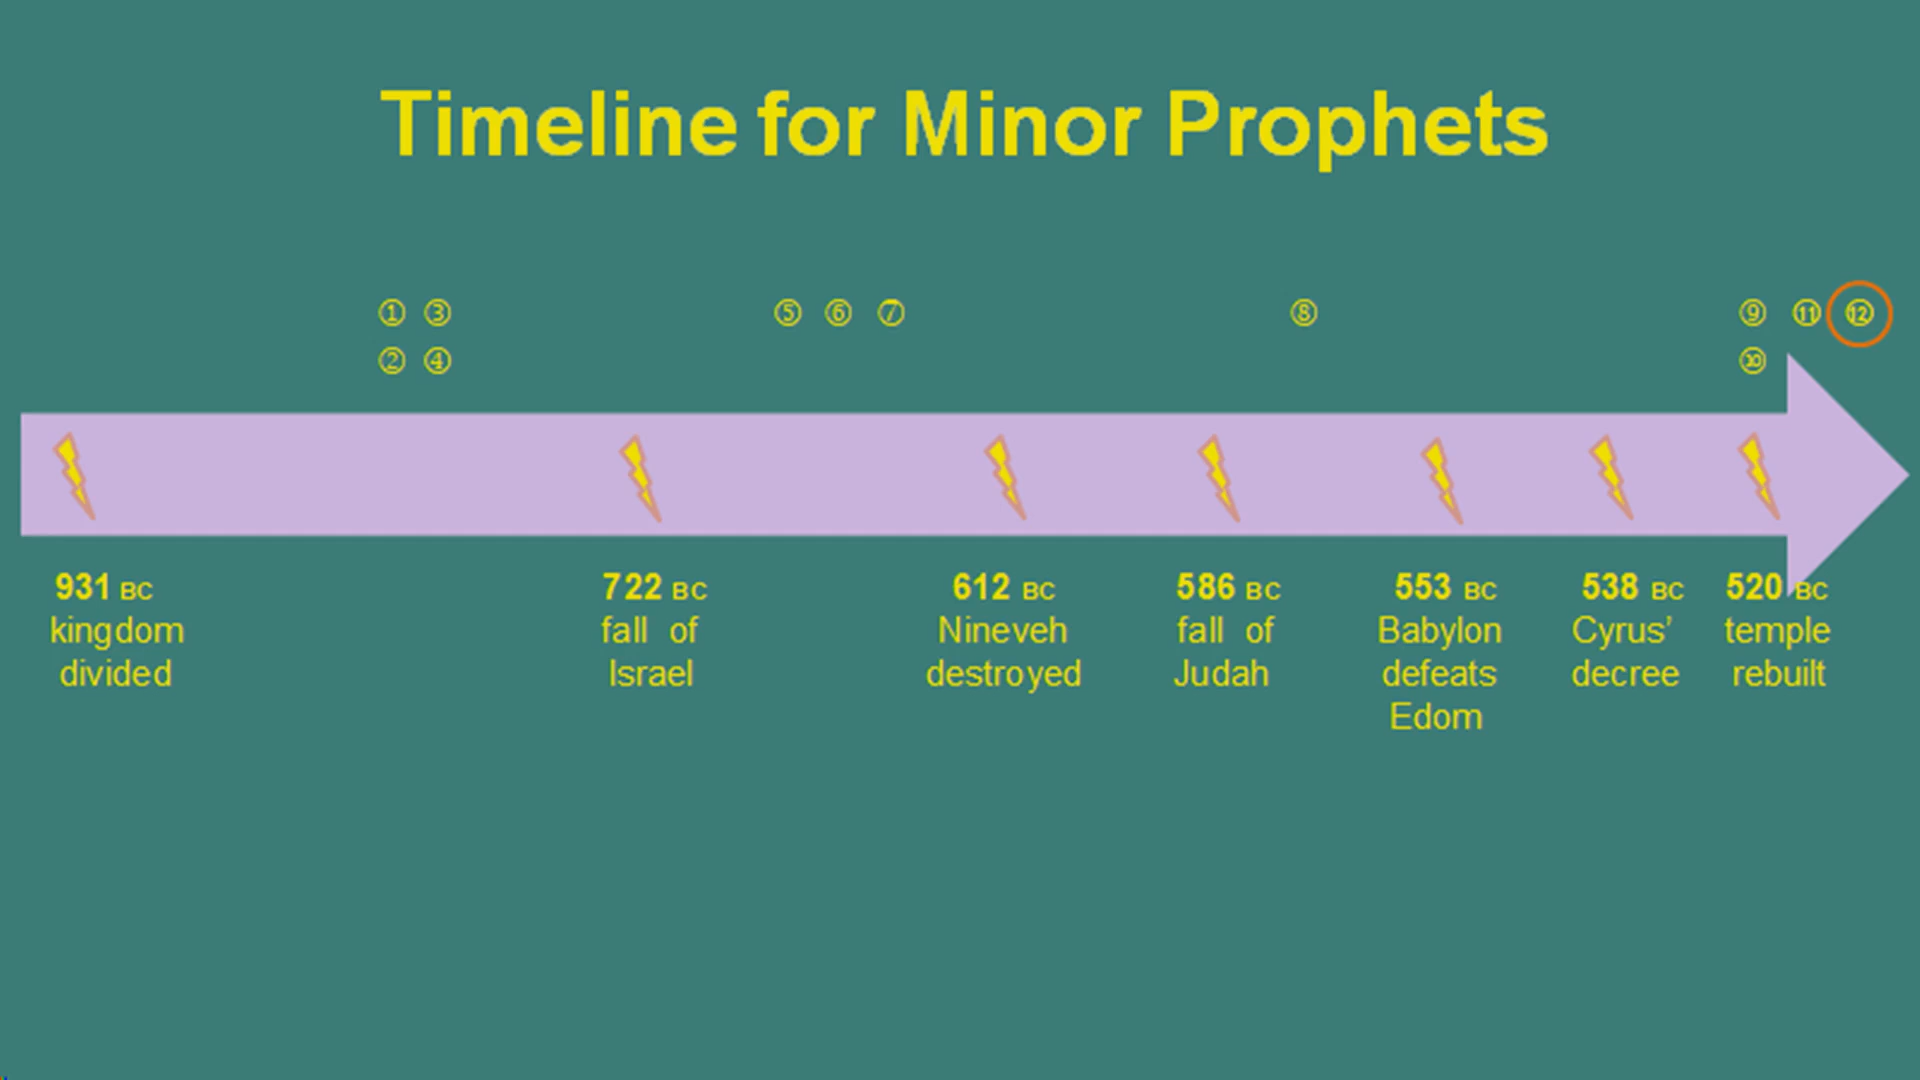 Timeline for Minor Prophets
① ③ ⑤ ⑥ ⑦ ⑧ ⑨ ⑪ ⑫
② ④ ⑩
931 BC 722 BC 612 BC 586 BC 553 BC 538 BC 520 BC
kingdom fall of Nineveh fall of Babylon Cyrus’ temple
divided Israel destroyed Judah defeats decree rebuilt
Edom